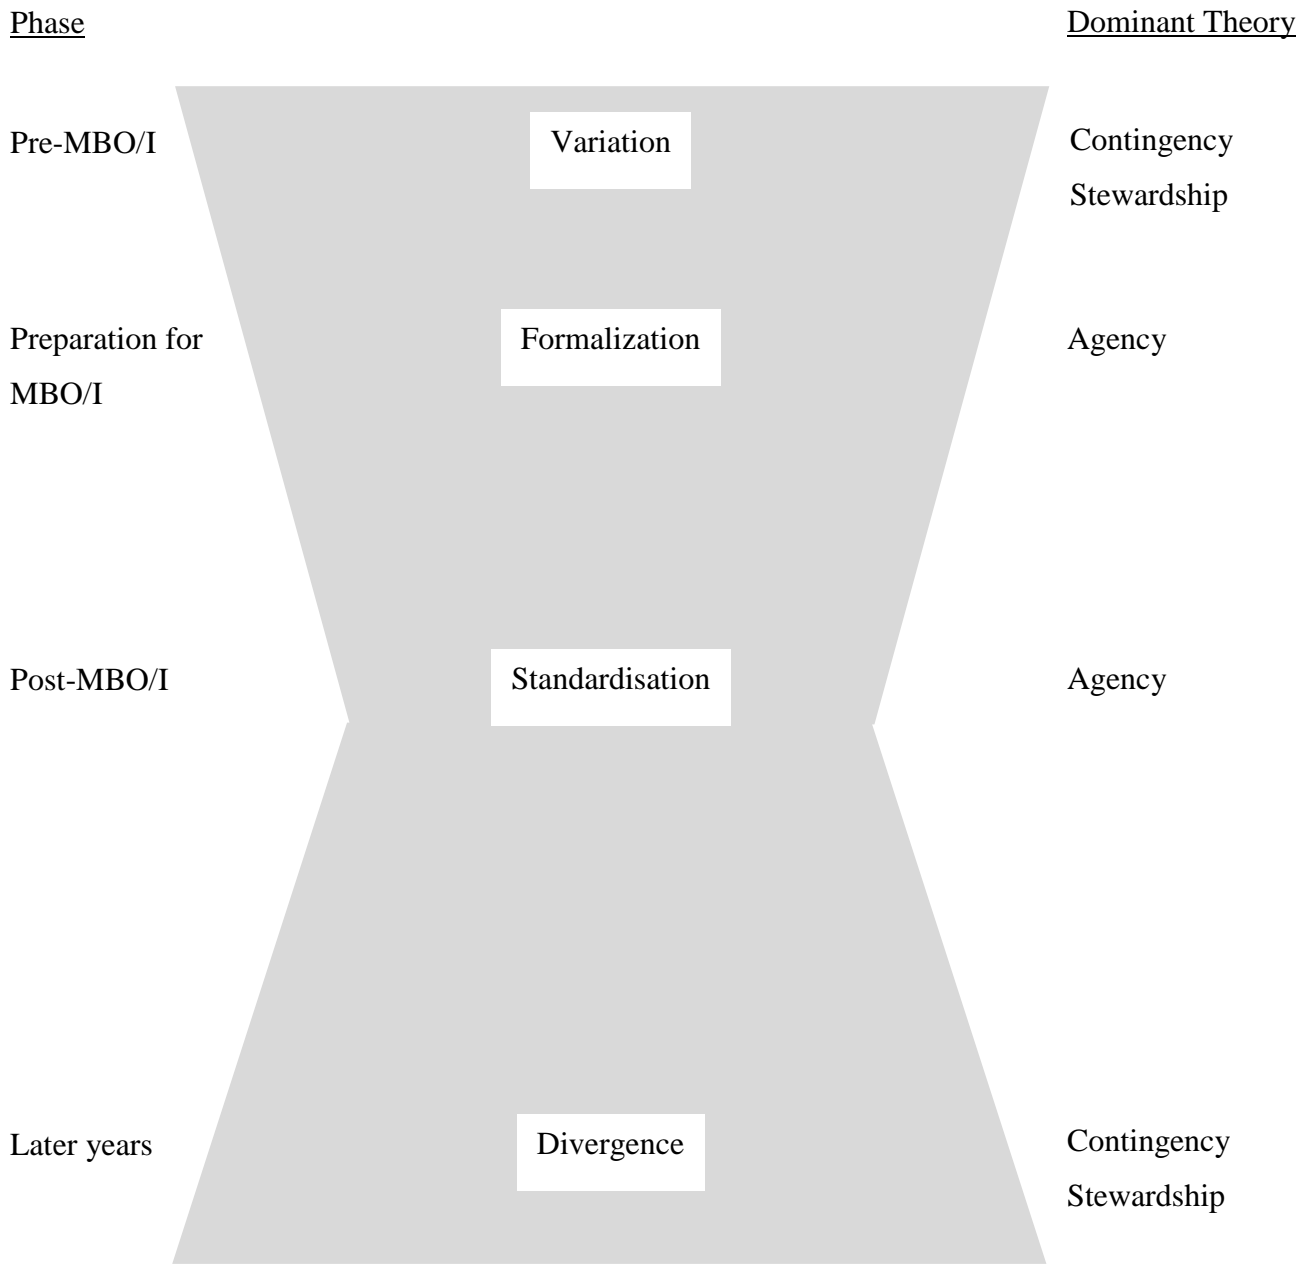 Phase Dominant Theory
Pre-MBO/I Variation Contingency
Stewardship
Preparation for Formalization Agency
MBO/I
Post-MBO/I Standardisation Agency
Later years Divergence Contingency
Stewardship